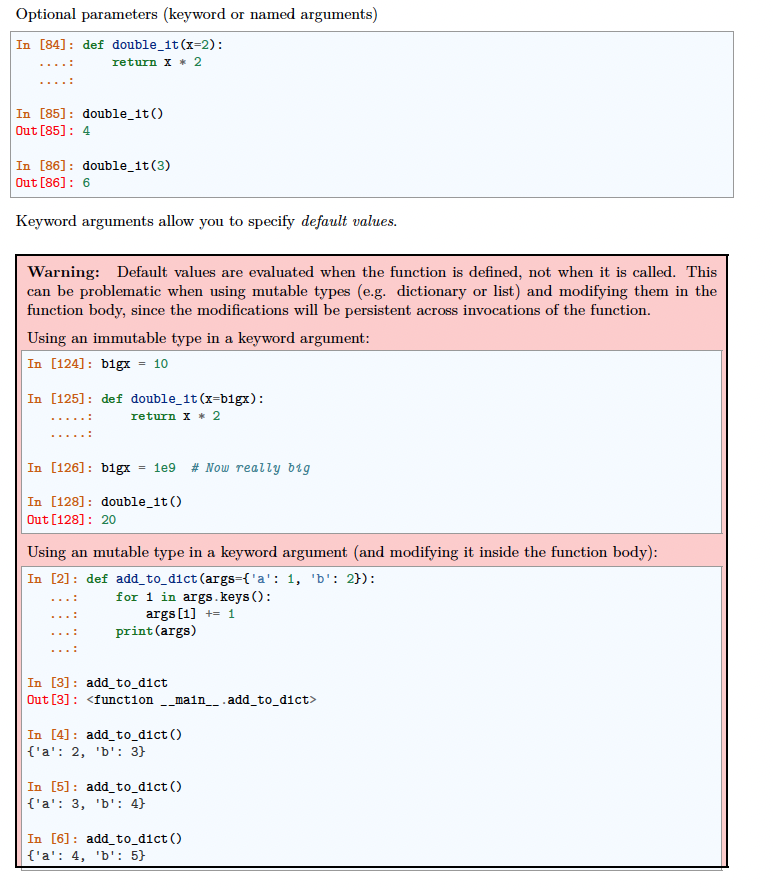 Optional parameters (keyword or named arguments)
In [84]: def double_it(x=2):
   ....:     return x * 2
   ....:
In [85]: double_it()
Out[85]: 4
In [86]: double_it(3)
Out[86]: 6
Keyword arguments allow you to specify default values.
Warning: Default values are evaluated when the function is defined, not when it is called. This
can be problematic when using mutable types (e.g. dictionary or list) and modifying them in the
function body, since the modifications will be persistent across invocations of the function.
Using an immutable type in a keyword argument:
In [124]: bigx = 10
In [125]: def double_it(x=bigx):
   .....:     return x * 2
   .....:
In [126]: bigx = 1e9  # Now really big
In [128]: double_it()
Out[128]: 20
Using an mutable type in a keyword argument (and modifying it inside the function body):
In [2]: def add_to_dict(args={'a': 1, 'b': 2}):
   ...:     for i in args.keys():
   ...:         args[i] += 1
   ...:     print(args)
   ...:
In [3]: add_to_dict
Out[3]: <function __main__.add_to_dict>
In [4]: add_to_dict()
{'a': 2, 'b': 3}
In [5]: add_to_dict()
{'a': 3, 'b': 4}
In [6]: add_to_dict()
{'a': 4, 'b': 5}